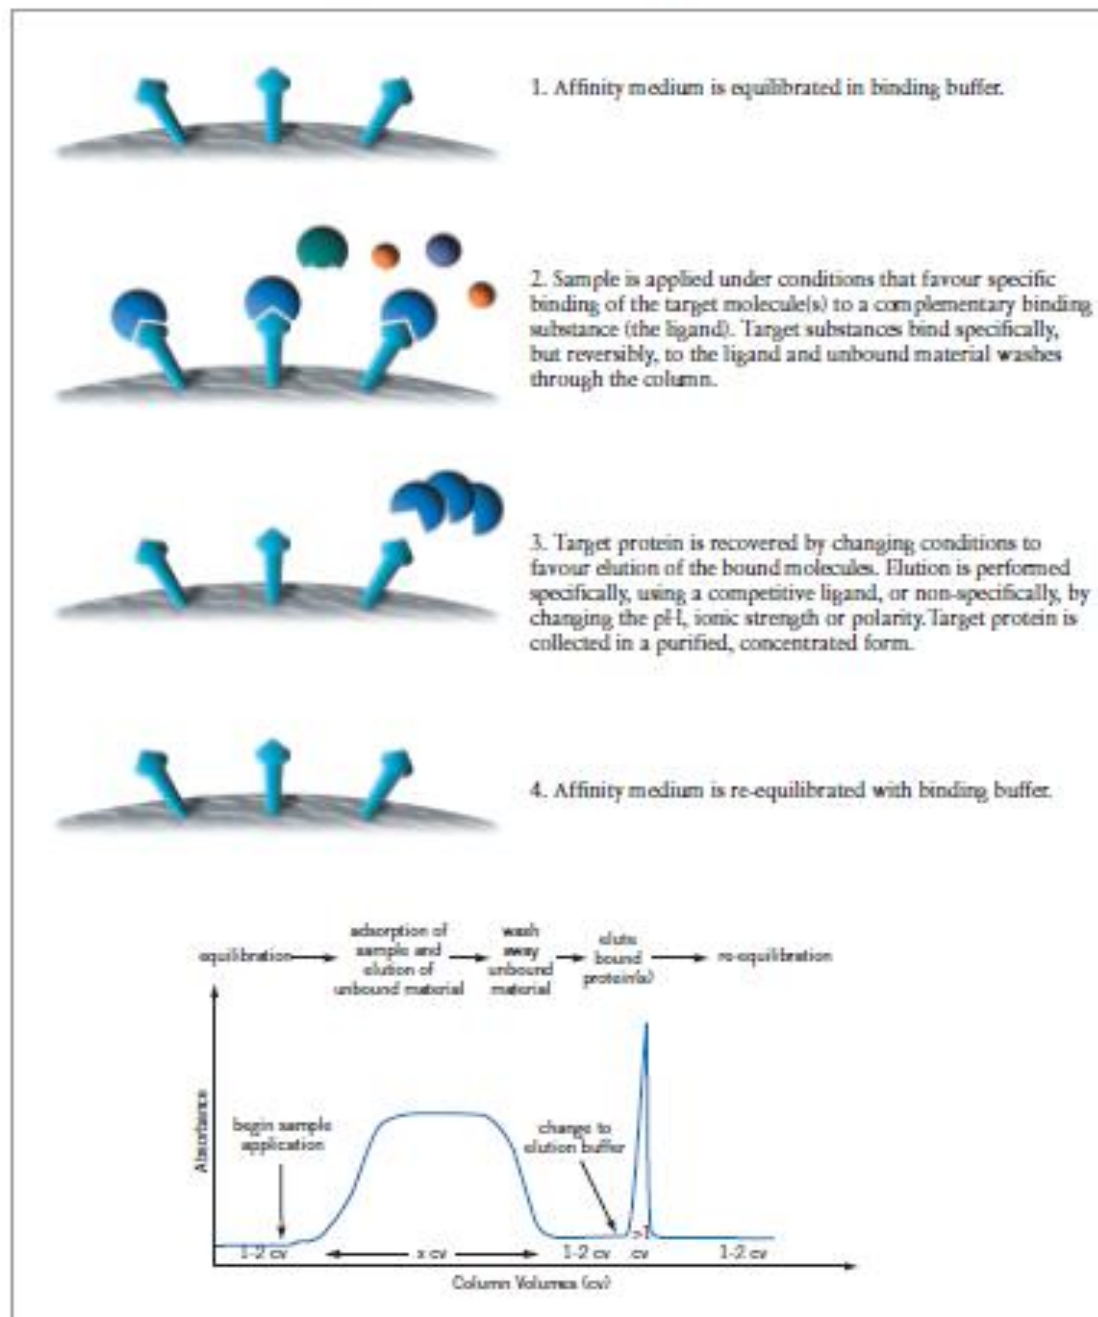 1. Affinity medium is equilibrated in binding buffer.
2. Sample is applied under conditions that favour specific
binding of the target molecule(s) to a complementary binding
substance (the ligand). Target substances bind specifically,
but reversibly, to the ligand and unbound material washes
through the column.
3. Target protein is recovered by changing conditions to
favour elution of the bound molecules. Elution is performed
specifically, using a competitive ligand, or non-specifically, by
changing the pH, ionic strength or polarity. Target protein is
collected in a purified, concentrated form.
4. Affinity medium is re-equilibrated with binding buffer.
equilibration
adsorption of
sample and
elution of
unbound material
wash
away
unbound
material
elute
bound
protein(s)
re-equilibration
Absorbance
begin sample
application
change to
elution buffer
1-2 cv
x cv
1-2 cv
>1
cv
1-2 cv
Column Volumes (cv)